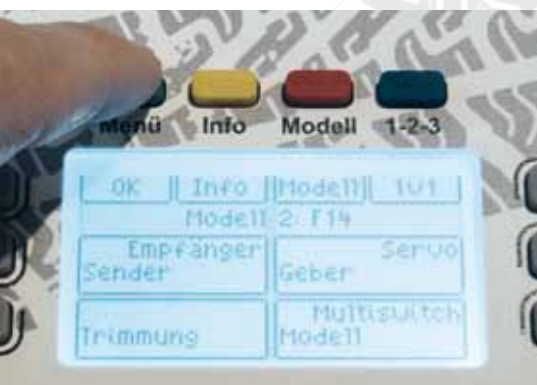 Menü Info Modell 1-2-3
OK Info Modell
Modell 2: F14
Empfänger Servo
Sender Geber
Multiswitch
Trimmung Modell